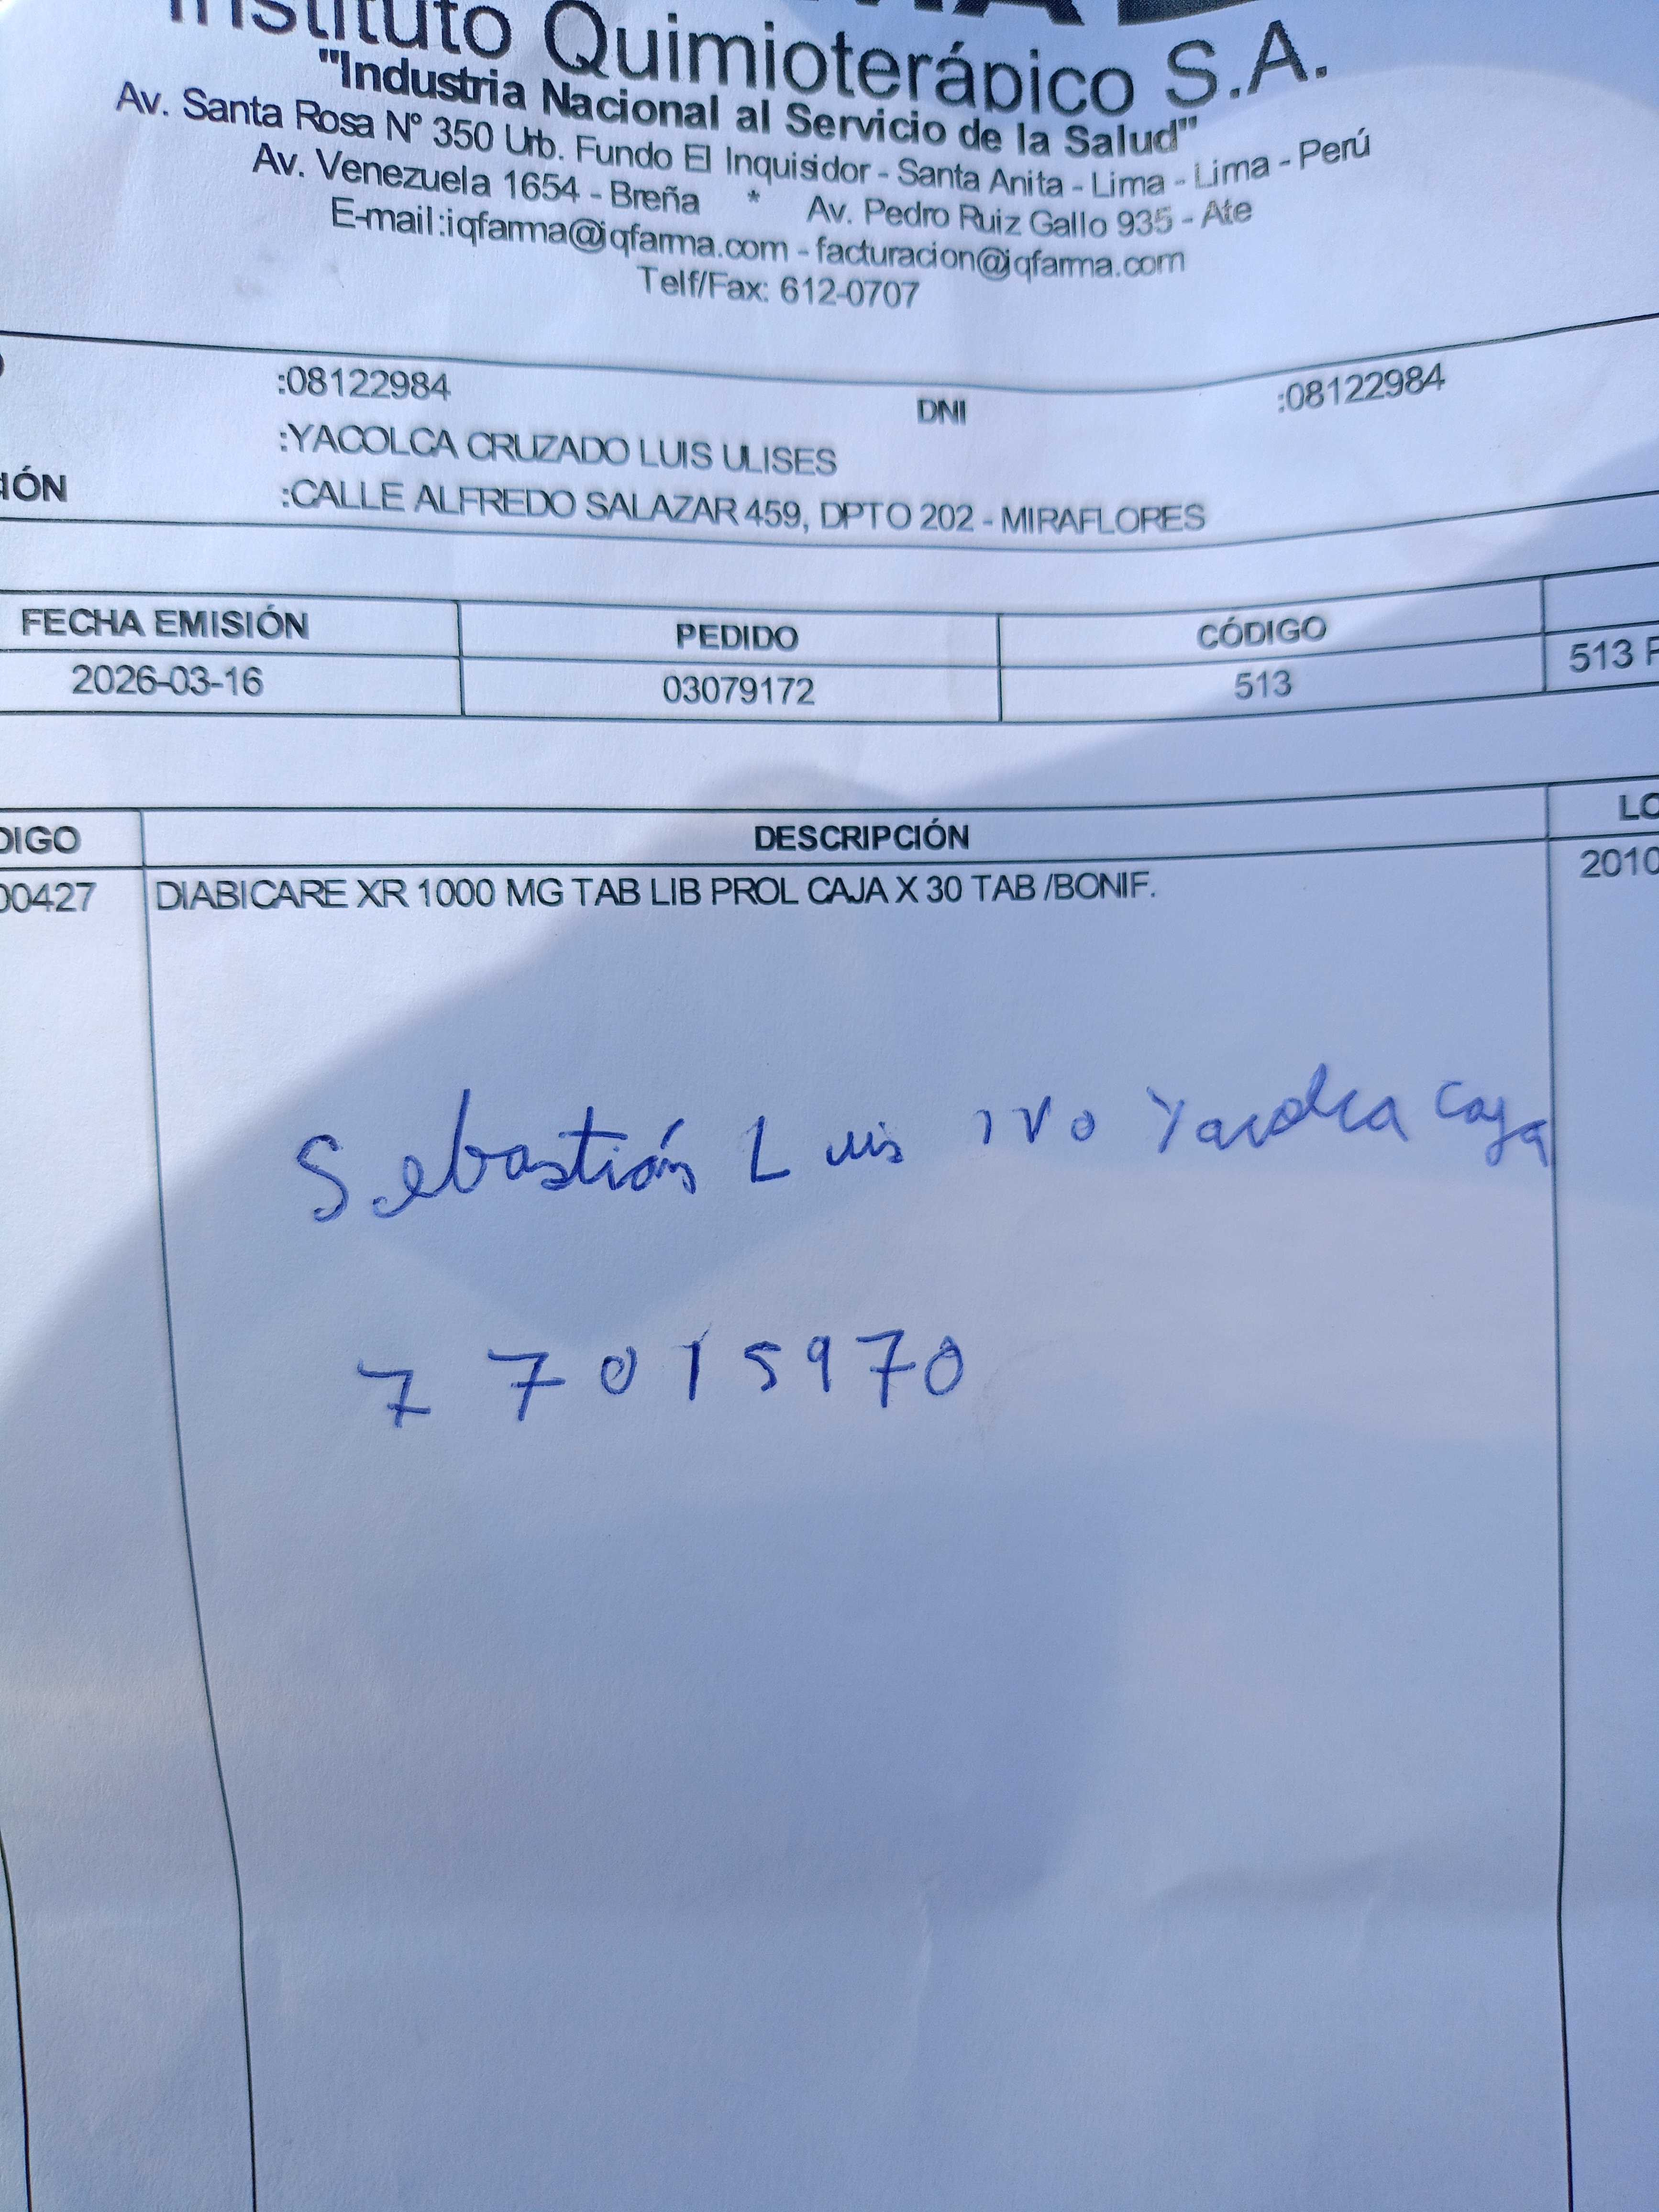 Instituto Quimioterápico S.A.
"Industria Nacional al Servicio de la Salud"
Av. Santa Rosa N° 350 Urb. Fundo El Inquisidor - Santa Anita - Lima - Lima - Perú
Av. Venezuela 1654 - Breña * Av. Pedro Ruiz Gallo 935 - Ate
E-mail:iqfarma@iqfarma.com - facturacion@iqfarma.com
Telf/Fax: 612-0707
:08122984 DNI :08122984
:YACOLCA CRUZADO LUIS ULISES
IÓN :CALLE ALFREDO SALAZAR 459, DPTO 202 - MIRAFLORES
FECHA EMISIÓN PEDIDO CÓDIGO
2026-03-16 03079172 513 513
DIGO DESCRIPCIÓN LO
00427 DIABICARE XR 1000 MG TAB LIB PROL CAJA X 30 TAB /BONIF. 2010
Sebastián Luis IVO Yacolca
77015970